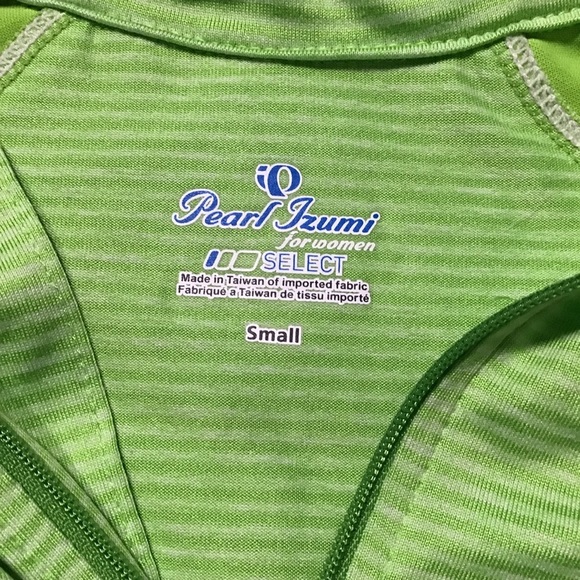 Pearl Izumi
for women
SELECT
Made in Taiwan of imported fabric
Fabriqué a Taiwan de tissu importé
Small